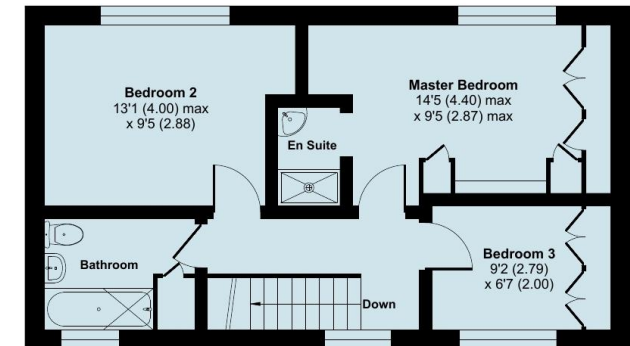 Bedroom 2
13'1 (4.00) max
x 9'5 (2.88)
Master Bedroom
14'5 (4.40) max
x 9'5 (2.87) max
En Suite
Bathroom
Bedroom 3
9'2 (2.79)
x 6'7 (2.00)
Down